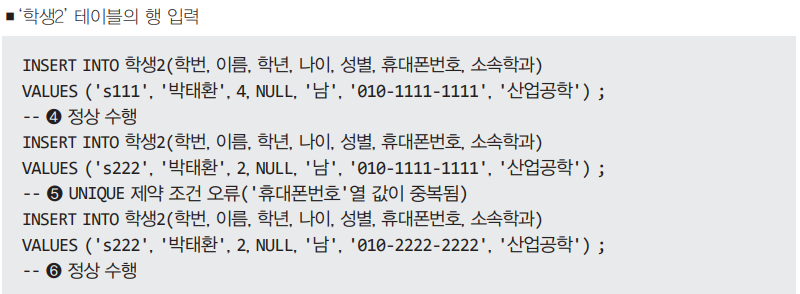 ■ ‘학생2’ 테이블의 행 입력
INSERT INTO 학생2(학번, 이름, 학년, 나이, 성별, 휴대폰번호, 소속학과)
VALUES ('s111', '박태환', 4, NULL, '남', '010-1111-1111', '산업공학') ;
-- ❹ 정상 수행
INSERT INTO 학생2(학번, 이름, 학년, 나이, 성별, 휴대폰번호, 소속학과)
VALUES ('s222', '박태환', 2, NULL, '남', '010-1111-1111', '산업공학') ;
-- ❺ UNIQUE 제약 조건 오류('휴대폰번호'열 값이 중복됨)
INSERT INTO 학생2(학번, 이름, 학년, 나이, 성별, 휴대폰번호, 소속학과)
VALUES ('s222', '박태환', 2, NULL, '남', '010-2222-2222', '산업공학') ;
-- ❻ 정상 수행